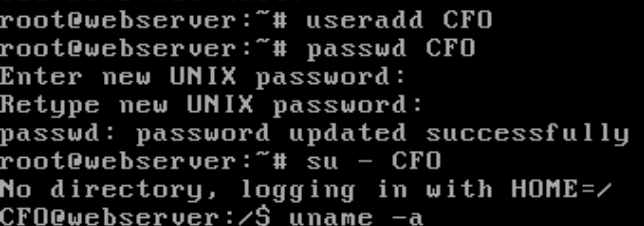 root@webserver:~# useradd CFO
root@webserver:~# passwd CFO
Enter new UNIX password:
Retype new UNIX password:
passwd: password updated successfully
root@webserver:~# su - CFO
No directory, logging in with HOME=/
CFO@webserver:/$ uname -a